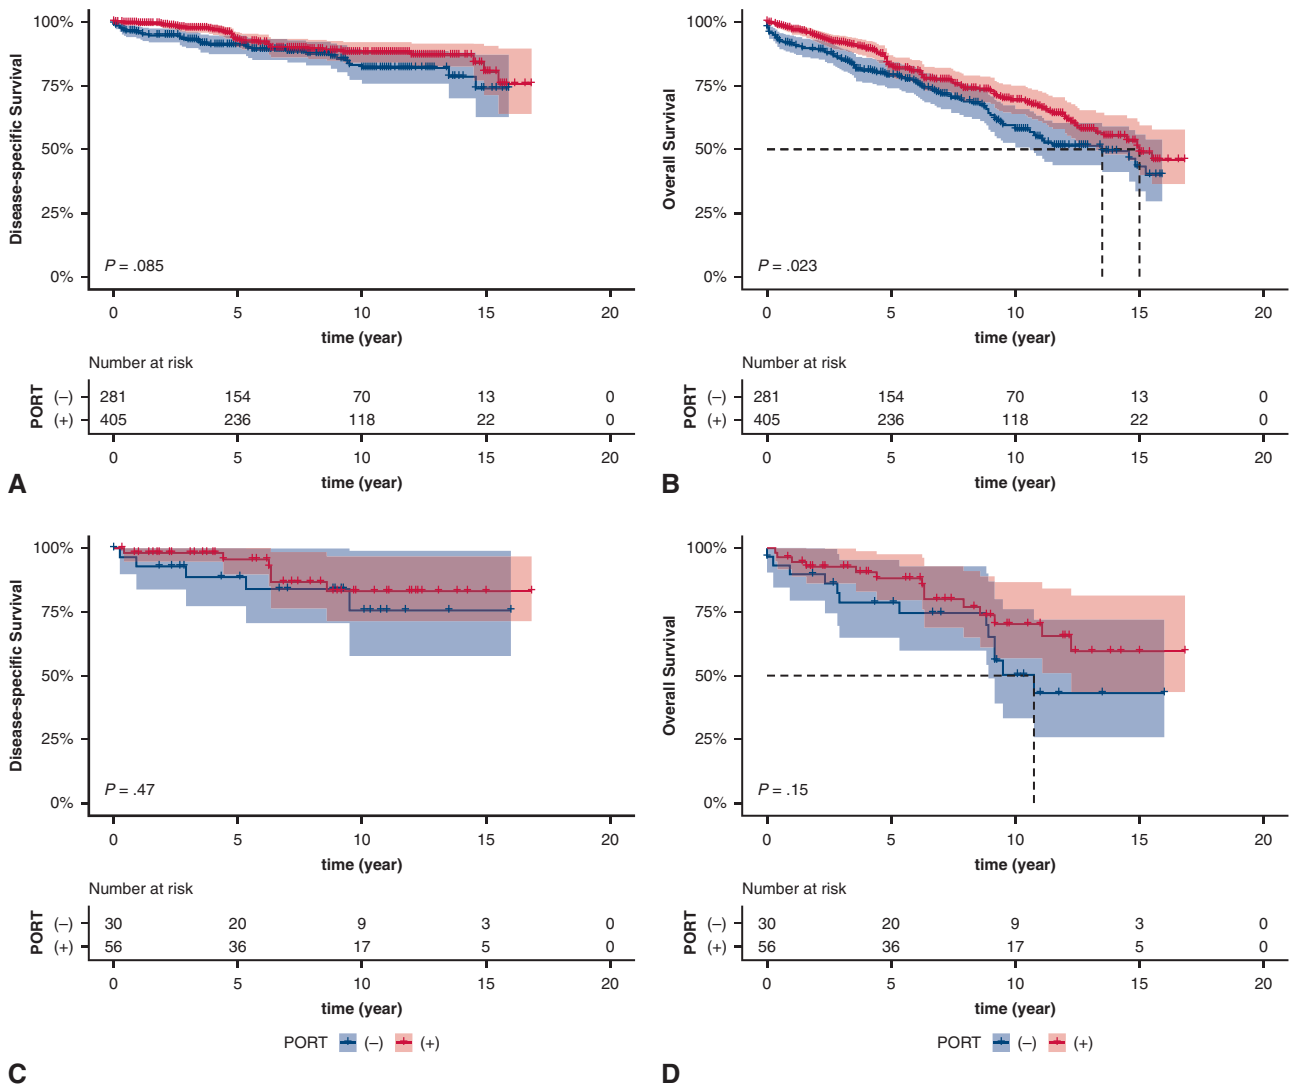 100%
75%
50%
25%
0%
Disease-specific Survival
P = .085
0 5 10 15 20
time (year)
Number at risk
PORT
(–) 281 154 70 13 0
(+) 405 236 118 22 0
0 5 10 15 20
time (year)
A
100%
75%
50%
25%
0%
Overall Survival
P = .023
0 5 10 15 20
time (year)
Number at risk
PORT
(–) 281 154 70 13 0
(+) 405 236 118 22 0
0 5 10 15 20
time (year)
B
100%
75%
50%
25%
0%
Disease-specific Survival
P = .47
0 5 10 15 20
time (year)
Number at risk
PORT
(–) 30 20 9 3 0
(+) 56 36 17 5 0
0 5 10 15 20
time (year)
PORT (–) (+)
C
100%
75%
50%
25%
0%
Overall Survival
P = .15
0 5 10 15 20
time (year)
Number at risk
PORT
(–) 30 20 9 3 0
(+) 56 36 17 5 0
0 5 10 15 20
time (year)
PORT (–) (+)
D